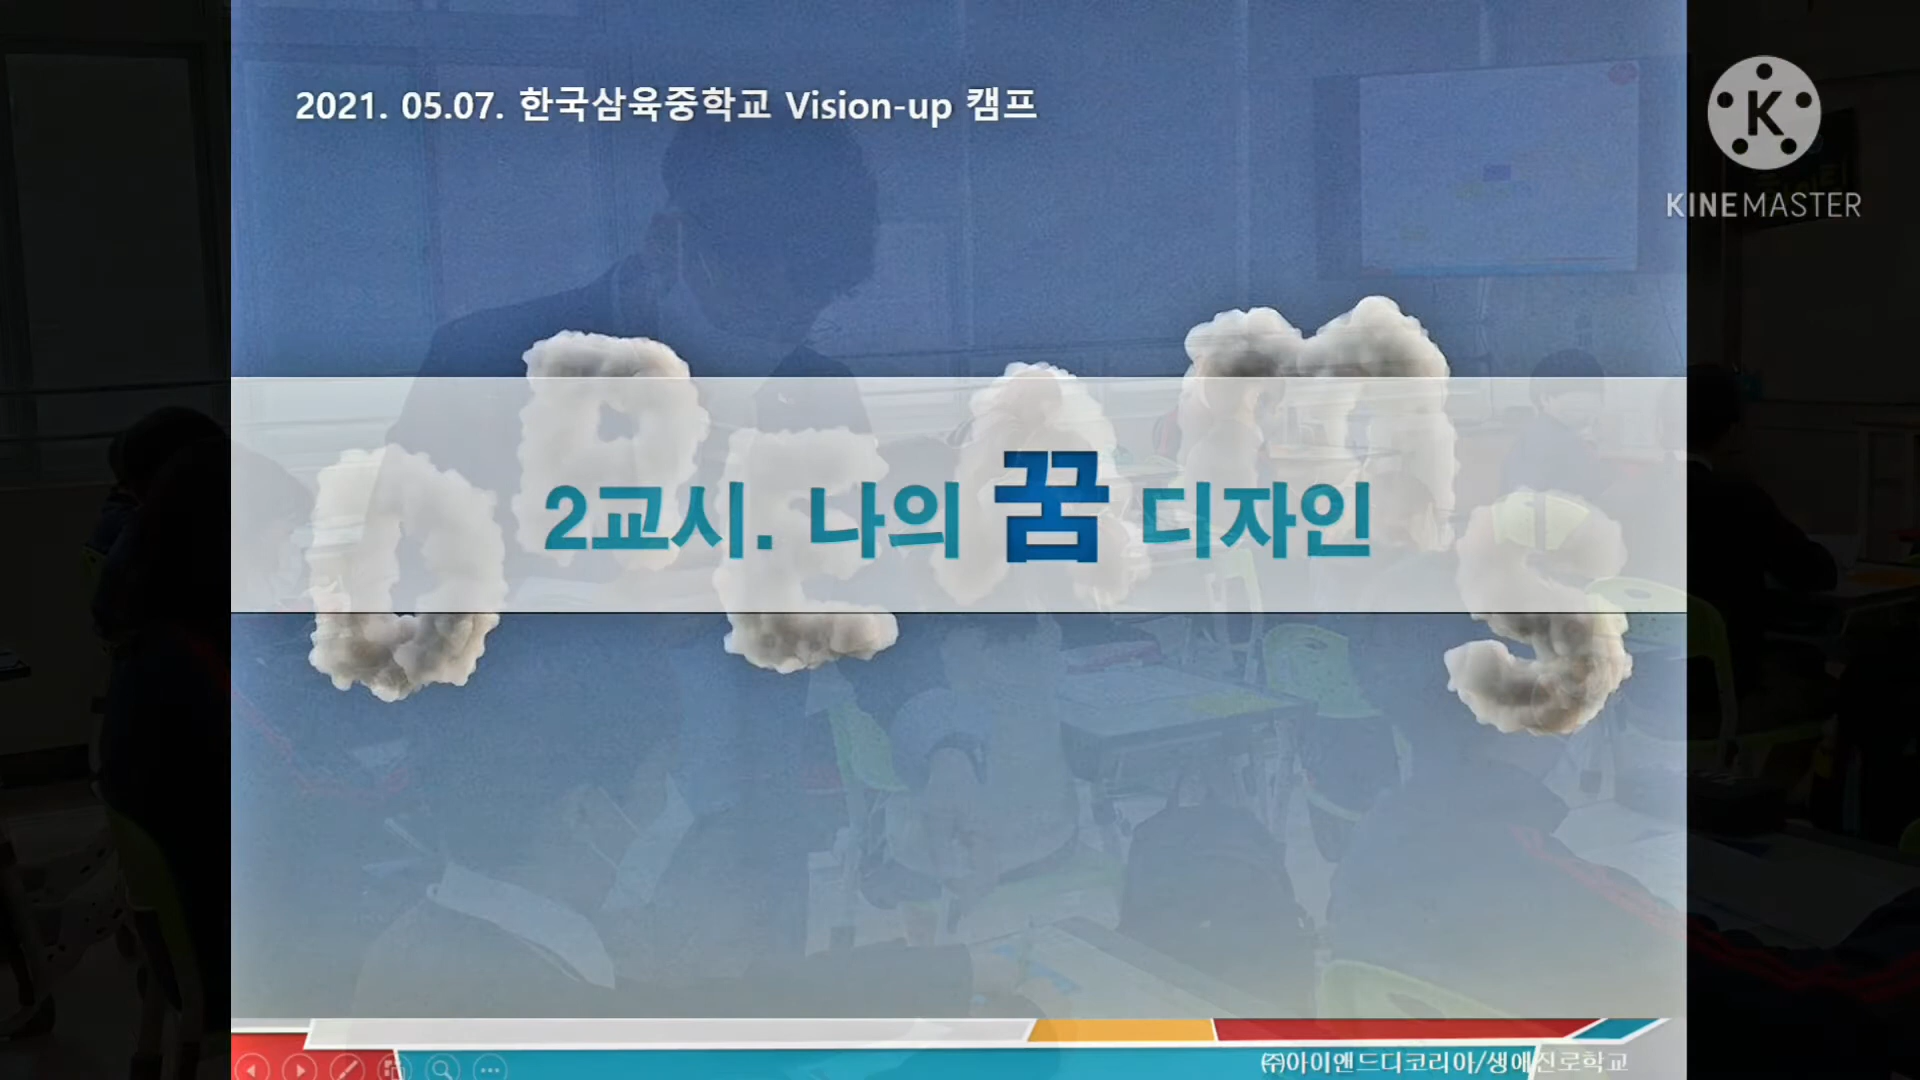 2021. 05.07. 한국삼육중학교 Vision-up 캠프
K
KINEMASTER
DREAMS
2교시. 나의 꿈 디자인
㈜아이앤드디코리아/생애진로학교